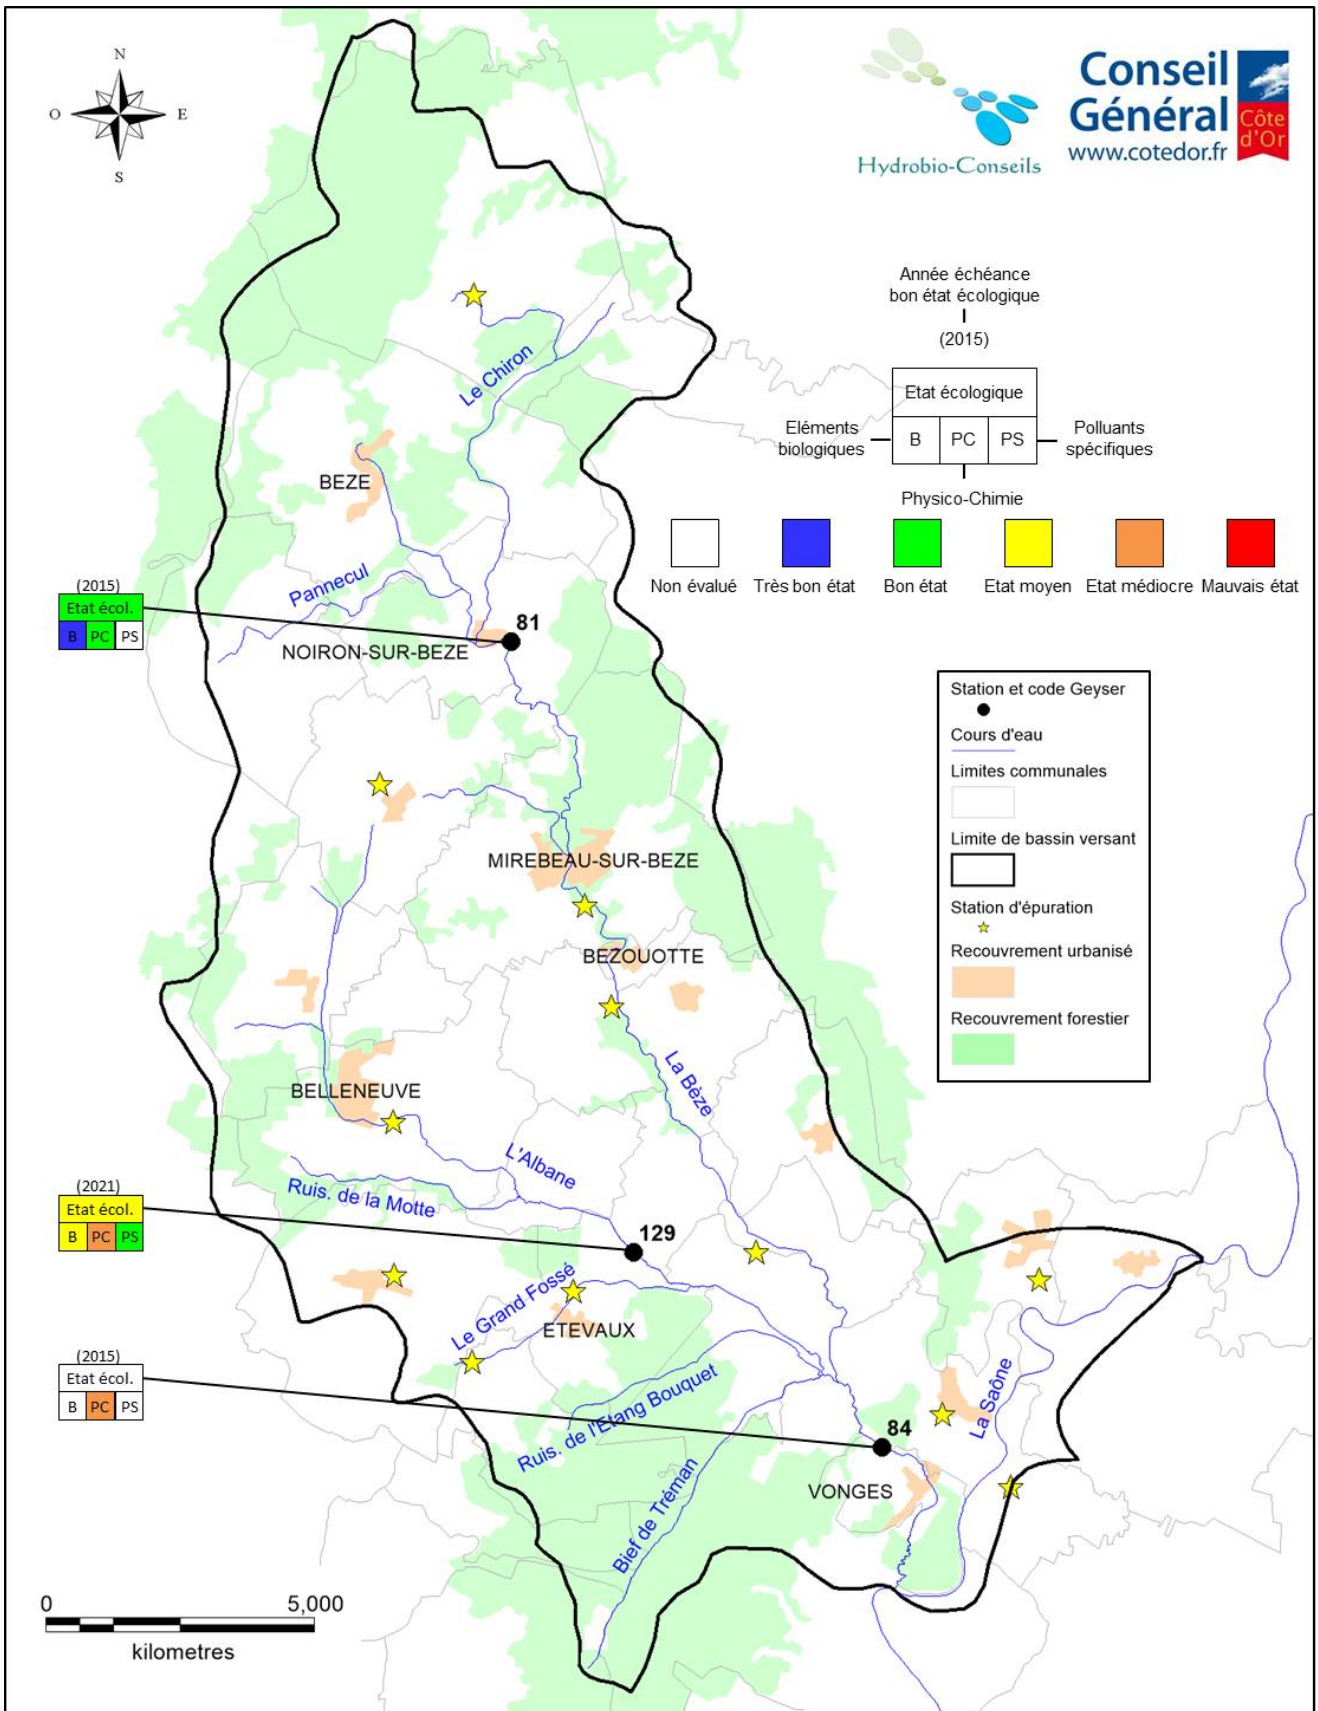 N
O
E
S
Hydrobio-Conseils
Conseil
Général
www.cotedor.fr
Côte
d'Or
Année échéance
bon état écologique
(2015)
Etat écologique
Eléments
biologiques
B
PC
PS
Polluants
spécifiques
Physico-Chimie
Non évalué
Très bon état
Bon état
Etat moyen
Etat médiocre
Mauvais état
Le Chiron
BEZE
Pannecul
(2015)
Etat écol.
B
PC
PS
81
NOIRON-SUR-BEZE
Station et code Geyser
Cours d'eau
Limites communales
Limite de bassin versant
Station d'épuration
Recouvrement urbanisé
Recouvrement forestier
MIREBEAU-SUR-BEZE
BEZOUOTTE
La Bèze
BELLENEUVE
L'Albane
Ruis. de la Motte
(2021)
Etat écol.
B
PC
PS
129
Le Grand Fossé
ETEVAUX
(2015)
Etat écol.
B
PC
PS
Ruis. de l'Etang Bouquet
La Saône
84
VONGES
Bief de Tréman
0
5,000
kilometres